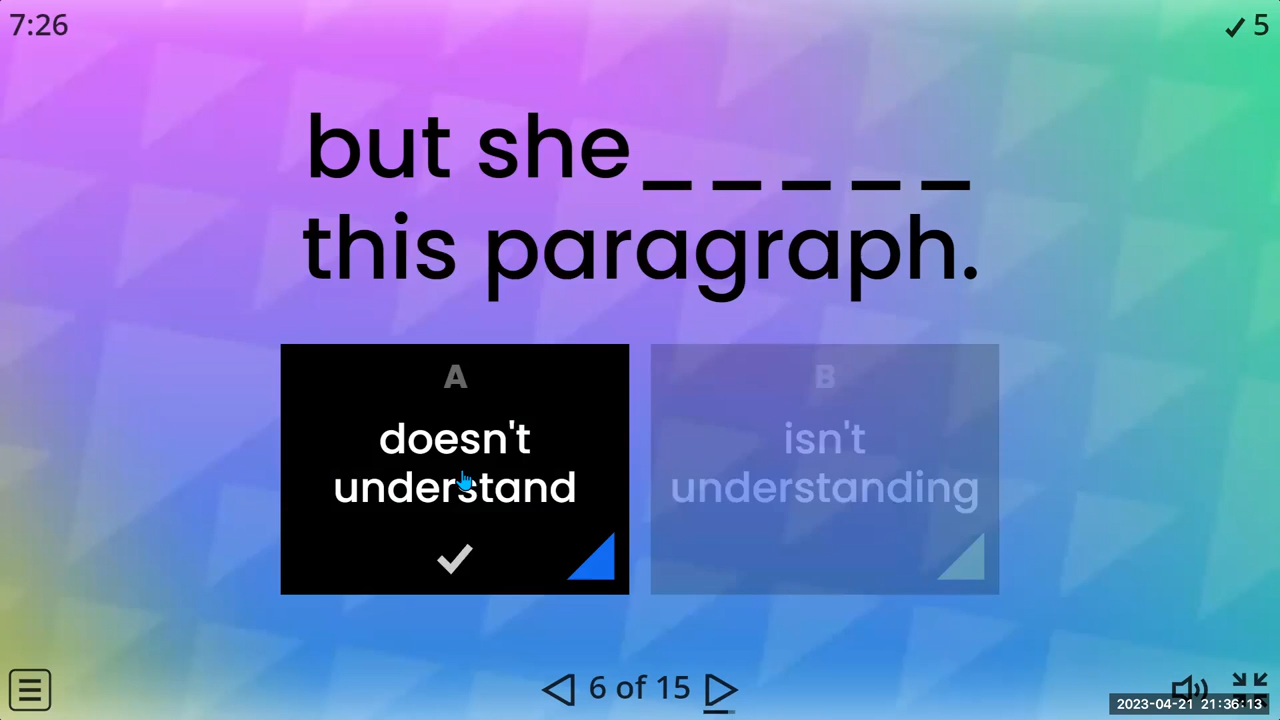 7:26
5
but she _ _ _ _ _
this paragraph.
A
doesn't
understand
B
isn't
understanding
6 of 15
2023-04-21 21:36:13